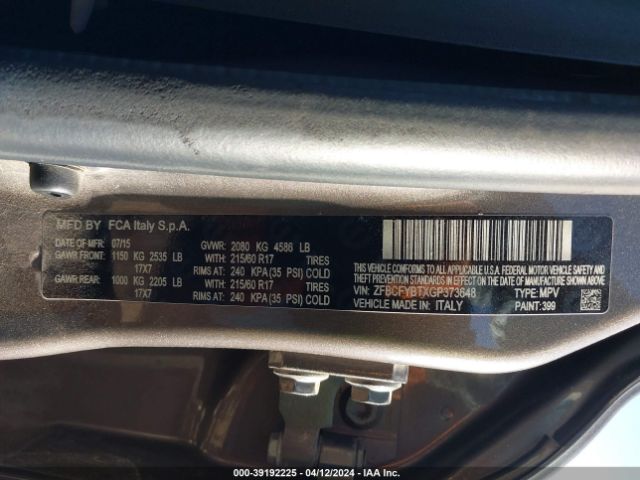 MFD BY FCA Italy S.p.A.
DATE OF MFR 07/15 GVWR: 2080 KG 4586 LB
GAWR FRONT: 1150 KG 2535 LB WITH 215/60 R17 TIRES
17X7 RIMS AT 240 KPA(35 PSI) COLD
GAWR REAR: 1000 KG 2205 LB WITH 215/60 R17 TIRES
17X7 RIMS AT 240 KPA(35 PSI) COLD
THIS VEHICLE CONFORMS TO ALL APPLICABLE
U.S.A. FEDERAL MOTOR VEHICLE SAFETY, BUMPER, AND
THEFT PREVENTION STANDARDS IN EFFECT ON THE DATE OF
MANUFACTURE SHOWN ABOVE.
VIN: ZFBCFYBTXGP373648 TYPE: MPV
VEHICLE MADE IN: ITALY PAINT: 399
000-39192225 - 04/12/2024 - IAA Inc.